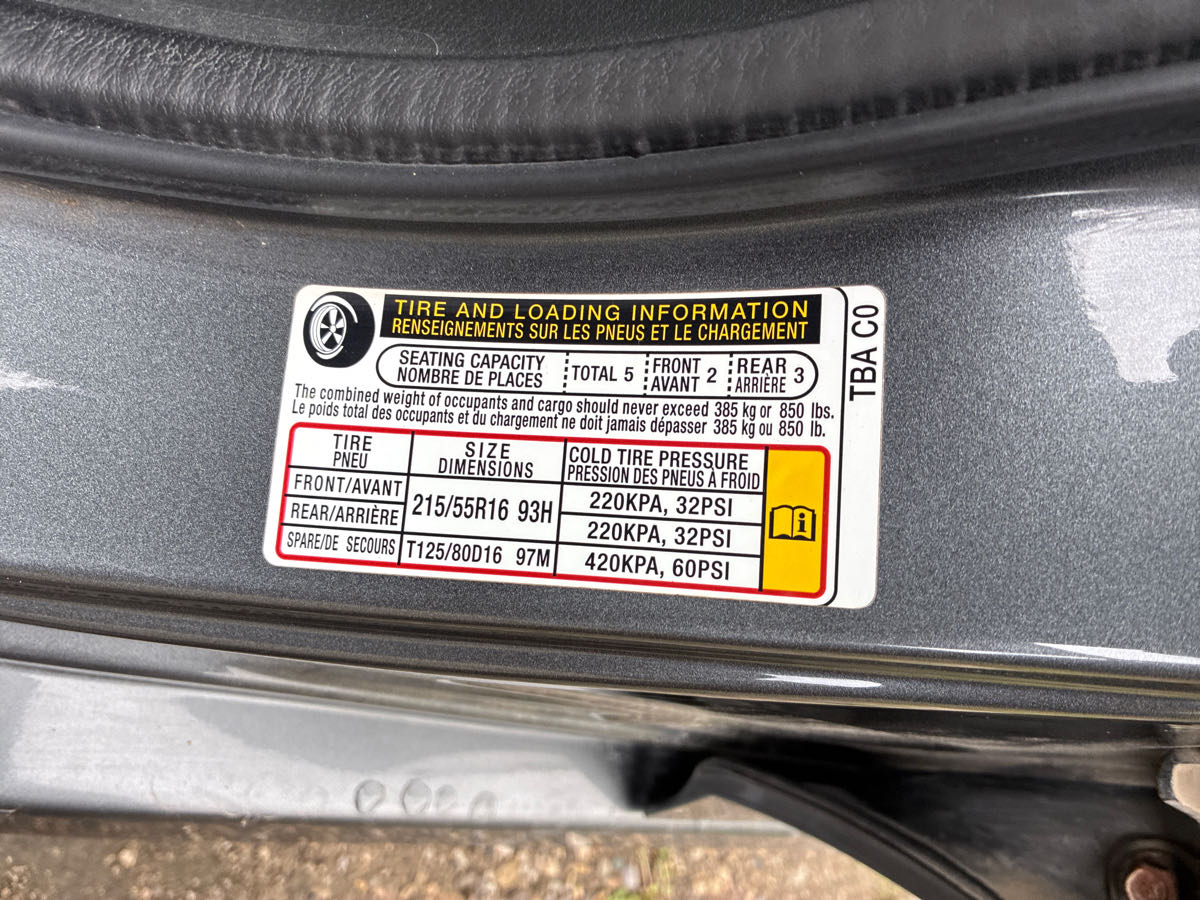 TIRE AND LOADING INFORMATION
RENSEIGNEMENTS SUR LES PNEUS ET LE CHARGEMENT
SEATING CAPACITY
NOMBRE DE PLACES
TOTAL 5
FRONT
AVANT 2
REAR
ARRIÈRE 3
The combined weight of occupants and cargo should never exceed 385 kg or 850 lbs.
Le poids total des occupants et du chargement ne doit jamais dépasser 385 kg ou 850 lb.
TIRE
PNEU
SIZE
DIMENSIONS
COLD TIRE PRESSURE
PRESSION DES PNEUS À FROID
FRONT/AVANT
215/55R16 93H
220KPA, 32PSI
REAR/ARRIÈRE
220KPA, 32PSI
SPARE/DE SECOURS
T125/80D16 97M
420KPA, 60PSI
TBA C0